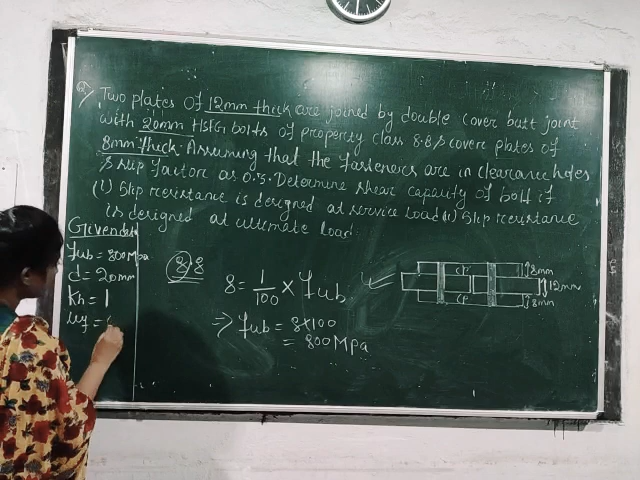 Q) Two plates of 12mm thick are joined by double cover butt joint
with 20mm HSFG bolts of property class 8.8 & cover plates of
8mm thick. Assuming that the fasteners are in clearance holes
& slip factor as 0.5. Determine shear capacity of bolt if
(i) Slip resistance is designed at service load (ii) Slip resistance
is designed at ultimate load.
Given data
fub = 800MPa
d = 20mm
Kh = 1
μf =
8.8
8 = 1/100 × fub
⇒ fub = 8×100
= 800MPa
8mm
12mm
8mm